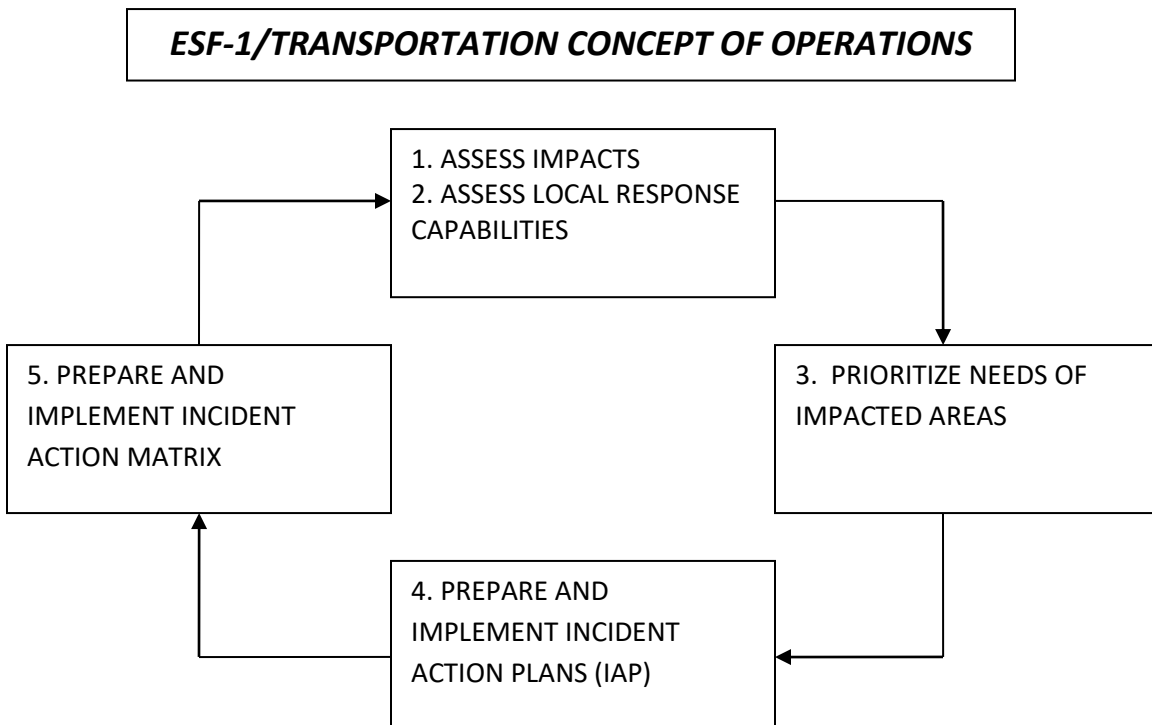 ESF-1/TRANSPORTATION CONCEPT OF OPERATIONS
1. ASSESS IMPACTS
2. ASSESS LOCAL RESPONSE
CAPABILITIES
3. PRIORITIZE NEEDS OF
IMPACTED AREAS
4. PREPARE AND
IMPLEMENT INCIDENT
ACTION PLANS (IAP)
5. PREPARE AND
IMPLEMENT INCIDENT
ACTION MATRIX